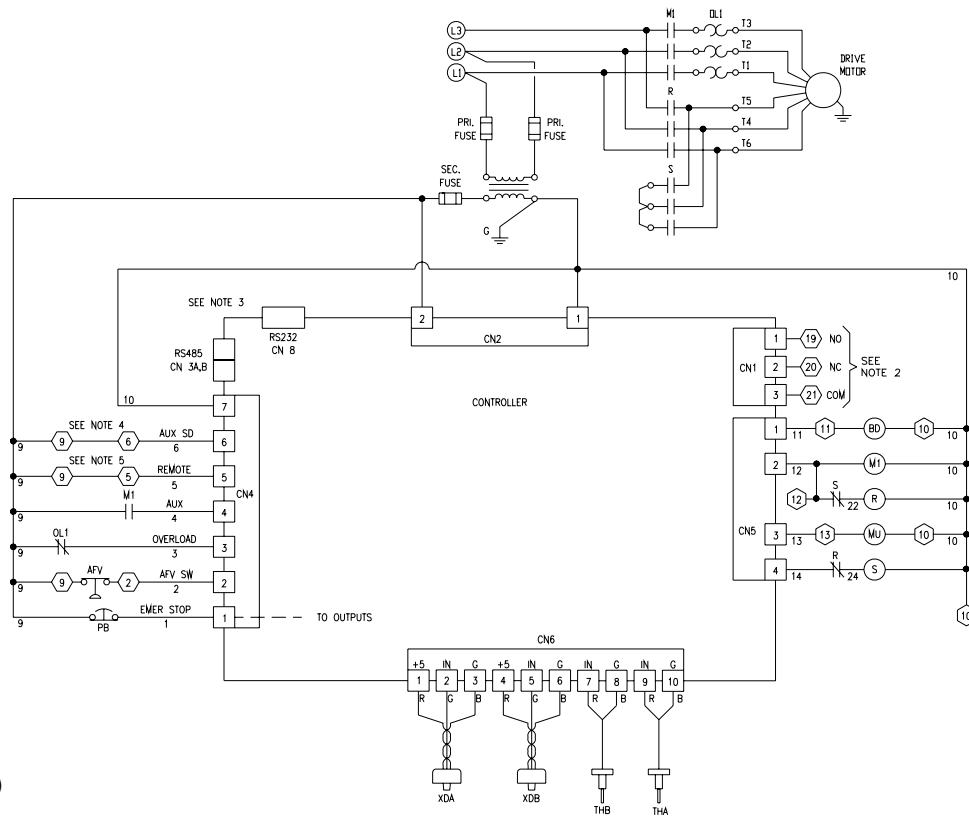 M1 OL1 T3
L3
L2 T2
L1 T1
DRIVE
MOTOR
R
T5
T4
T6
PRI.
FUSE
PRI.
FUSE
SEC.
FUSE
S
G
10
SEE NOTE 3
RS232
CN 8
2
CN2
1
RS485
CN 3A,B
CN1
1 19 NO
2 20 NC
3 21 COM
SEE
NOTE 2
CONTROLLER
10 7
SEE NOTE 4
9 9 6 AUX SD 6
6
SEE NOTE 5
9 9 5 REMOTE 5
5
CN4
M1
9 AUX 4
4
OL1
9 OVERLOAD 3
3
AFV
9 9 2 AFV SW 2
2
9 PB EMER STOP 1
1
TO OUTPUTS
CN5
1 11 11 BD 10 10
2 12 M1 10
12 S 22 R 10
3 13 13 MU 10 10
4 14 R 24 S
10
CN6
+5 IN G +5 IN G IN G IN G
1 2 3 4 5 6 7 8 9 10
R G B R G B R B R B
XDA XDB THB THA